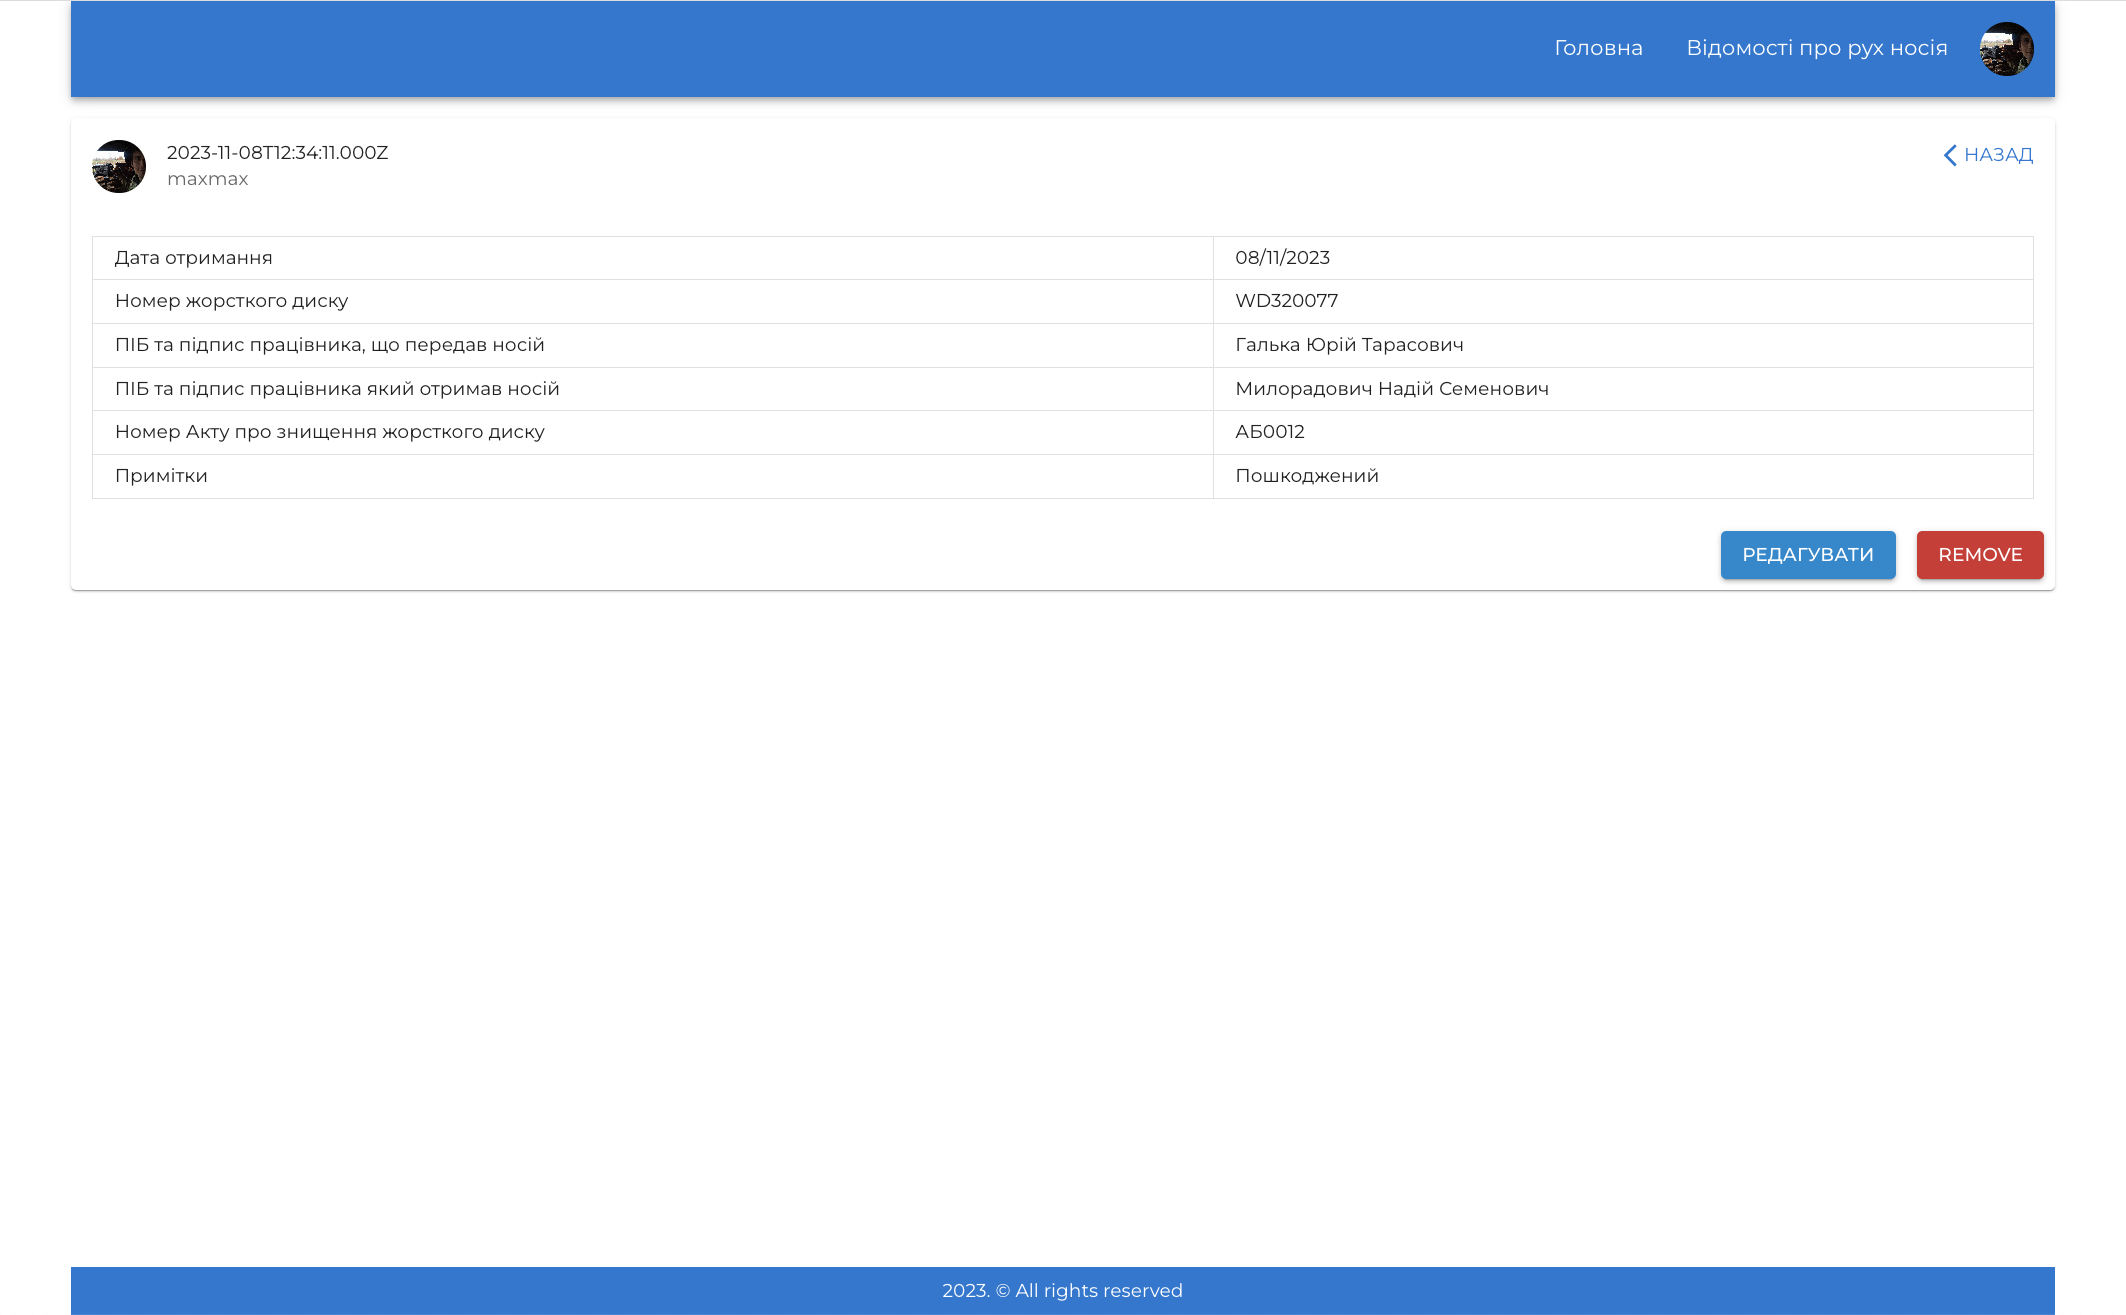 Головна Відомості про рух носія
2023-11-08T12:34:11.000Z
maxmax
НАЗАД
Дата отримання 08/11/2023
Номер жорсткого диску WD320077
ПІБ та підпис працівника, що передав носій Галька Юрій Тарасович
ПІБ та підпис працівника який отримав носій Милорадович Надій Семенович
Номер Акту про знищення жорсткого диску АБ0012
Примітки Пошкоджений
РЕДАГУВАТИ REMOVE
2023. © All rights reserved